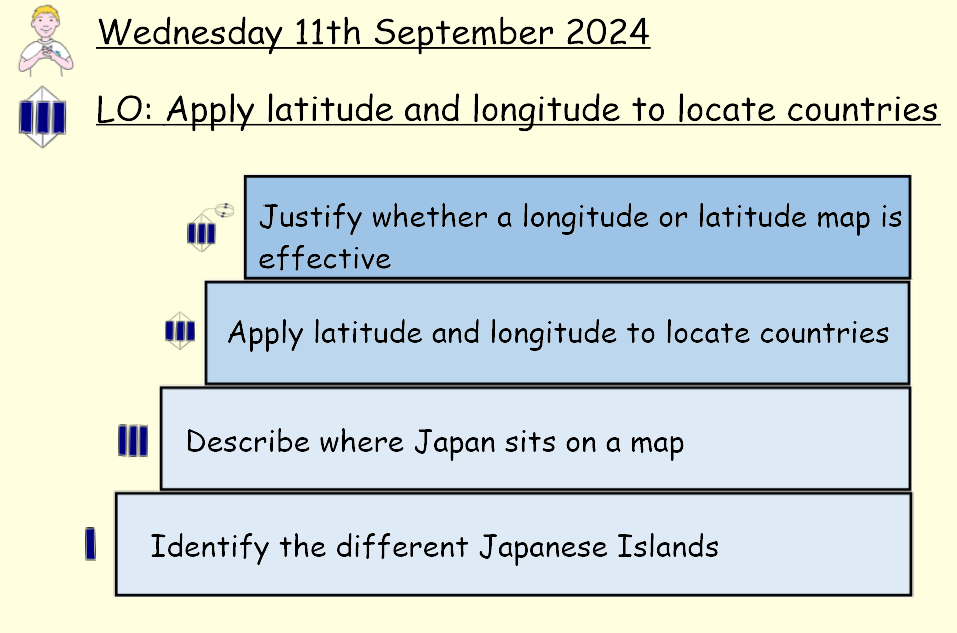 Wednesday 11th September 2024
LO: Apply latitude and longitude to locate countries
Justify whether a longitude or latitude map is
effective
Apply latitude and longitude to locate countries
Describe where Japan sits on a map
Identify the different Japanese Islands